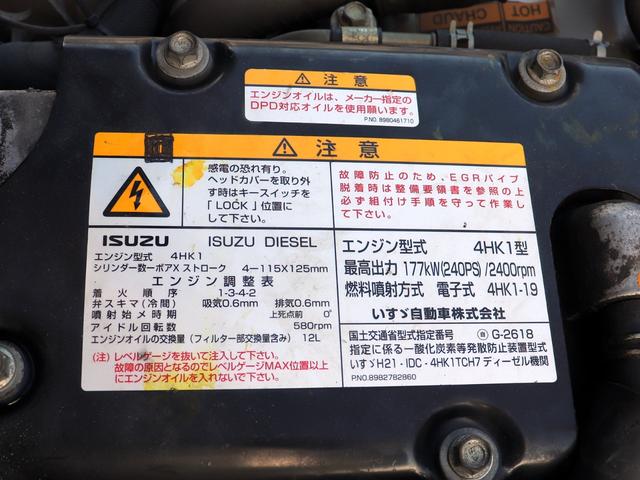 HOT
CHAUD
CAUTION
⚠ 注意
エンジンオイルは、メーカー指定の
DPD対応オイルを使用願います。
P.NO. 8980461710
⚠ 注意
感電の恐れ有り。
ヘッドカバーを取り外
す時はキースイッチを
「LOCK」位置に
して下さい。
故障防止のため、EGRパイプ
脱着時は整備要領書を参照の上
必ず組付け手順を守って作業し
て下さい。
ISUZU ISUZU DIESEL
エンジン型式 4HK1
シリンダ数ーボアX ストローク 4－115X125mm
エンジン調整表
着火順序 1-3-4-2
弁スキマ(冷間) 吸気0.6mm 排気0.6mm
噴射始メ時期 上死点前 0°
アイドル回転数 580rpm
エンジンオイルの交換量(フィルター部交換量含み) 12L
(注)レベルゲージを抜いて注入して下さい。
故障の原因となるのでレベルゲージMAX位置以上
にエンジンオイルを入れないで下さい。
エンジン型式 4HK1型
最高出力 177kW(240PS)/2400rpm
燃料噴射方式 電子式 4HK1-19
いすゞ自動車株式会社
国土交通省型式指定番号 G-2618
指定に係る一酸化炭素等発散防止装置型式
いすゞH21・IDC・4HK1TCH7 ディーゼル機関
P.NO.8982782860